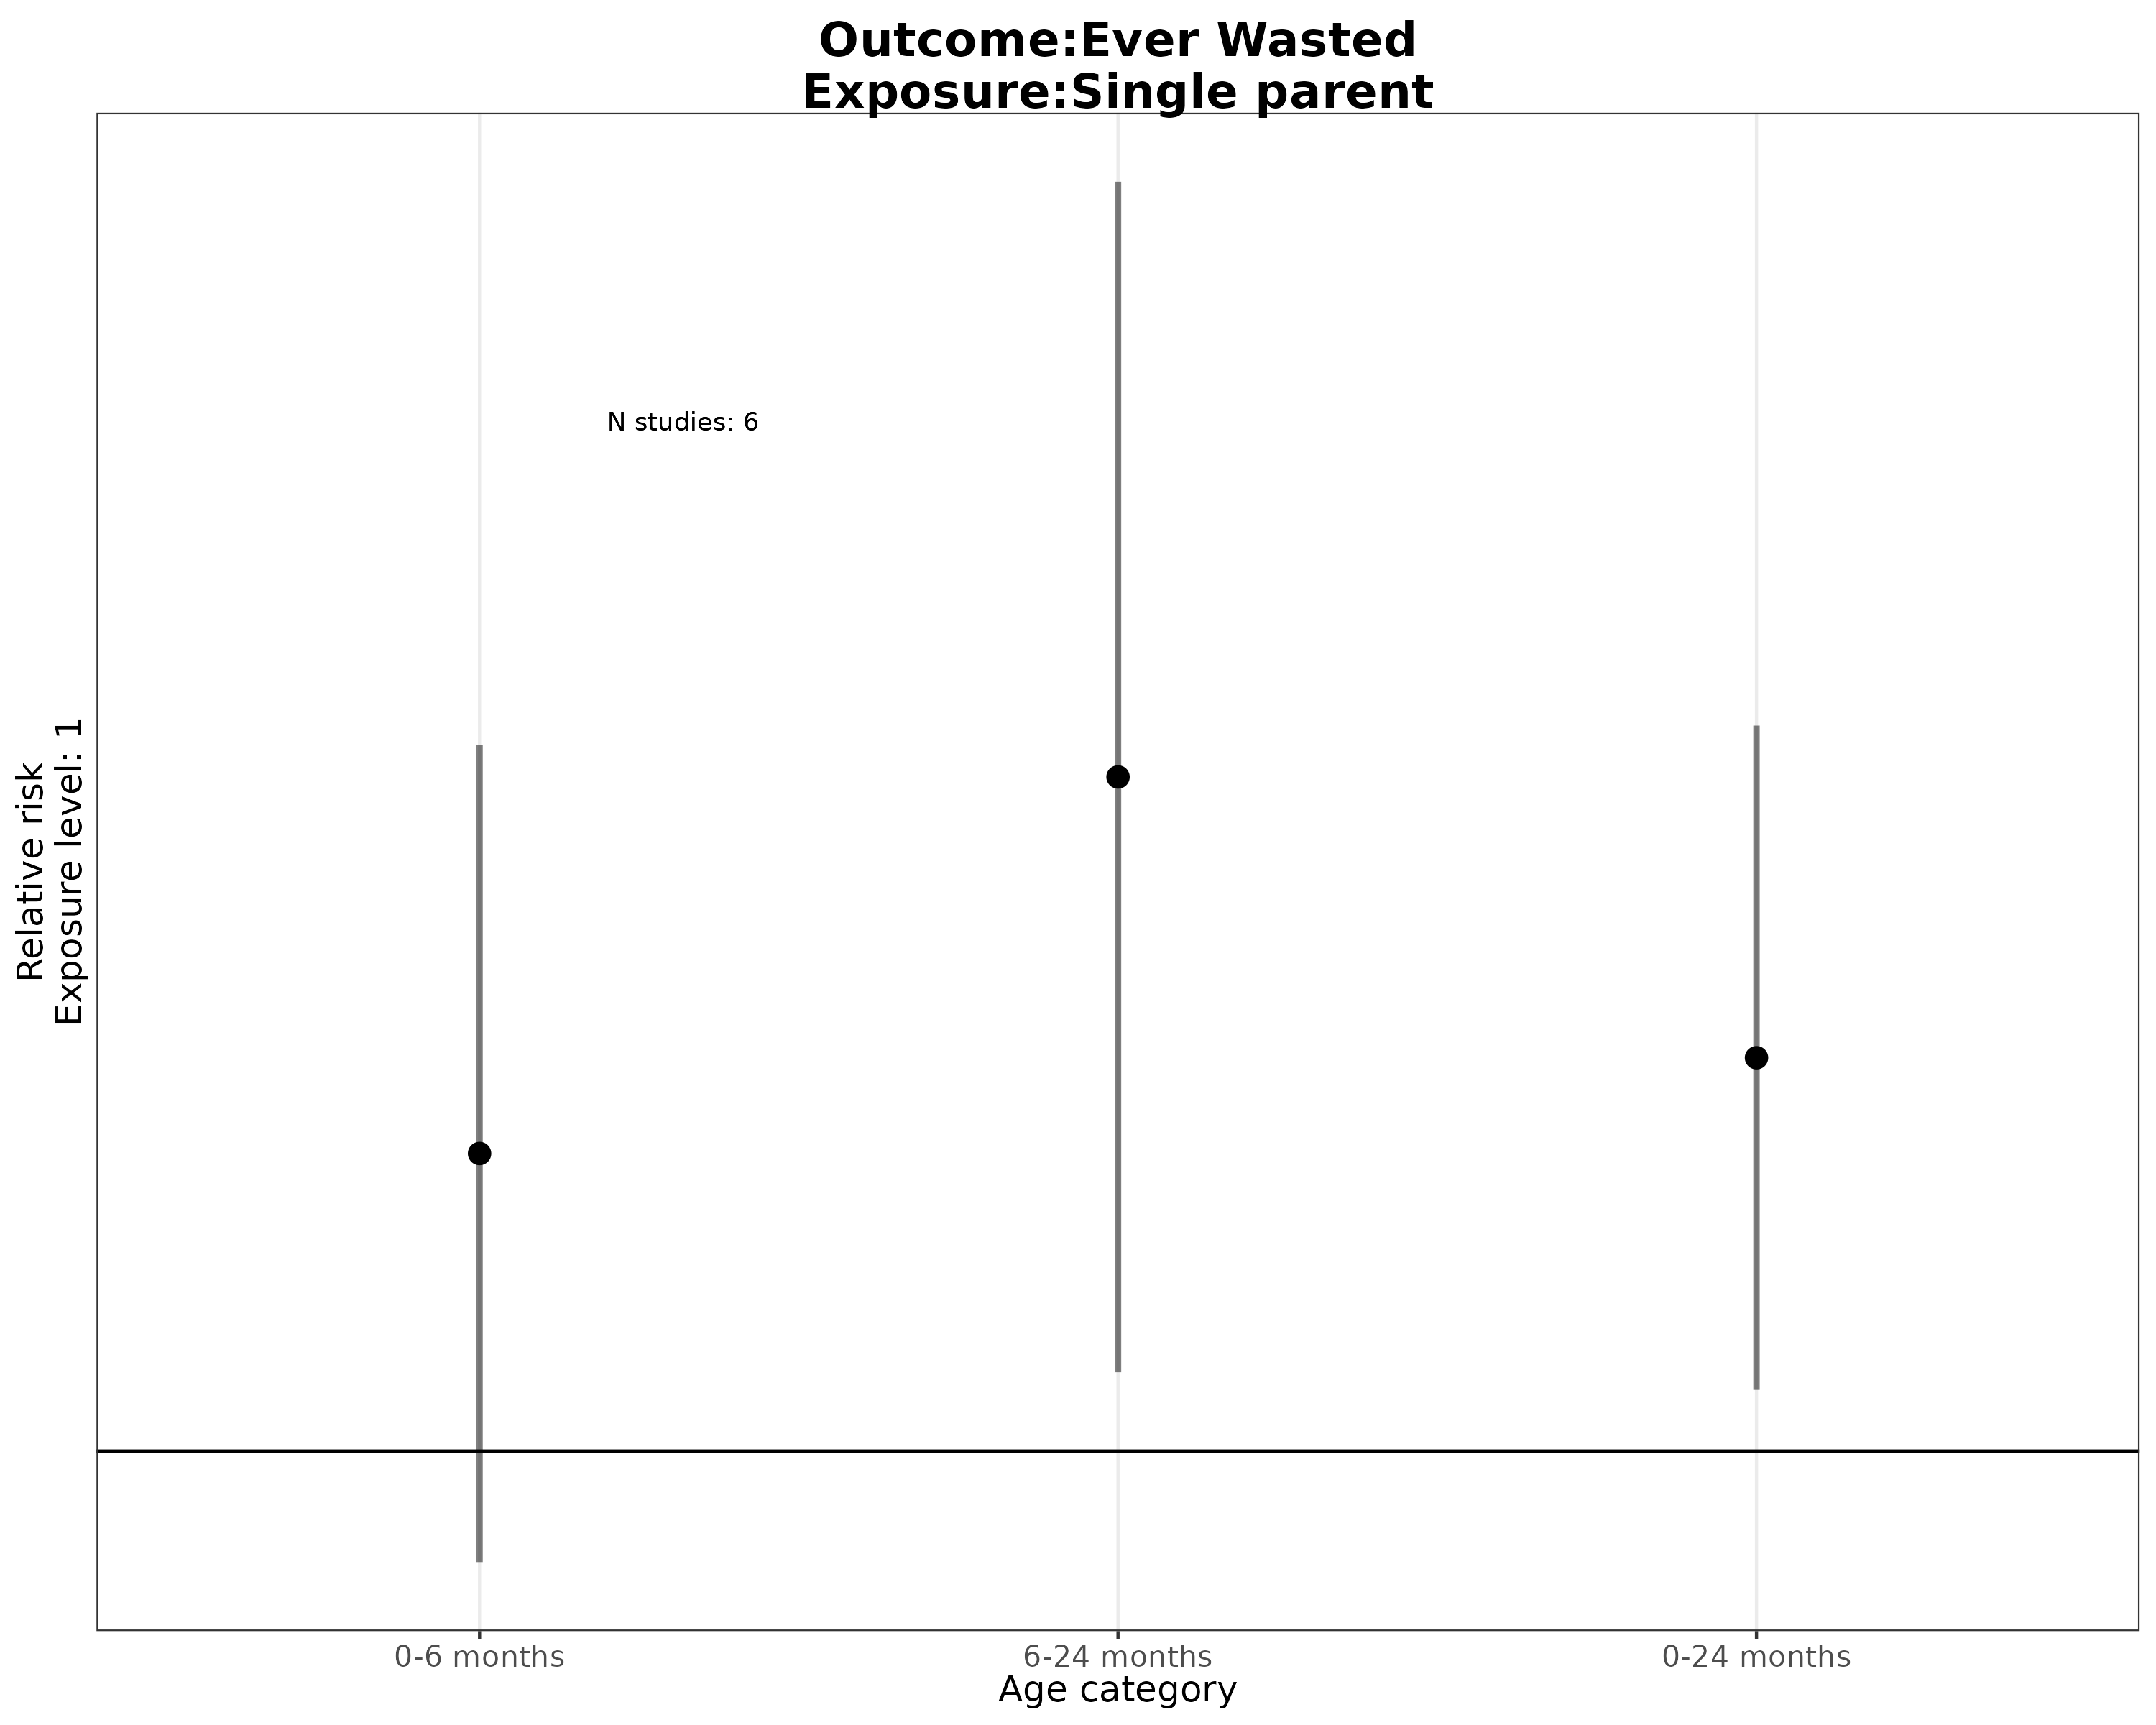 Outcome:Ever Wasted
Exposure:Single parent
N studies: 6
Relative risk
Exposure level: 1
0-6 months
6-24 months
0-24 months
Age category